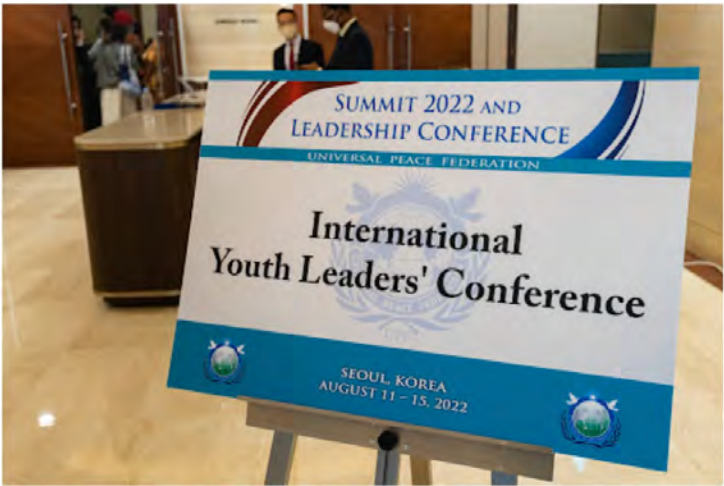 SUMMIT 2022 AND
LEADERSHIP CONFERENCE
UNIVERSAL PEACE FEDERATION
International
Youth Leaders' Conference
SEOUL, KOREA
AUGUST 11 – 15, 2022